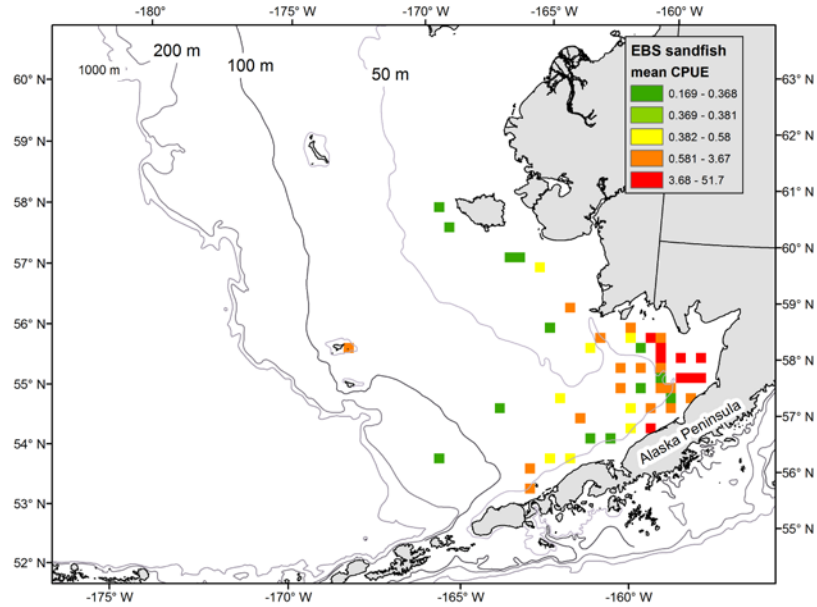 -180° -175° W -170° W -165° W -160° W
200 m
1000 m
100 m
50 m
EBS sandfish
mean CPUE
0.169 - 0.368
0.369 - 0.381
0.382 - 0.58
0.581 - 3.67
3.68 - 51.7
60° N
59° N
58° N
57° N
56° N
55° N
54° N
53° N
52° N
63° N
62° N
61° N
60° N
59° N
58° N
57° N
56° N
55° N
Alaska Peninsula
-175° W -170° W -165° W -160° W